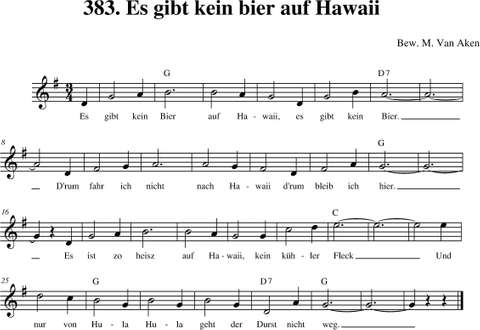 383. Es gibt kein bier auf Hawaii
Bew. M. Van Aken
G D7
3 4
Es gibt kein Bier auf Ha - waii, es gibt kein Bier.
8 G
D'rum fahr ich nicht nach Ha - waii d'rum bleib ich hier.
16 C
Es ist zo heisz auf Ha - waii, kein küh - ler Fleck Und
25 G D7 G
nur von Hu - la Hu - la geht der Durst nicht weg.